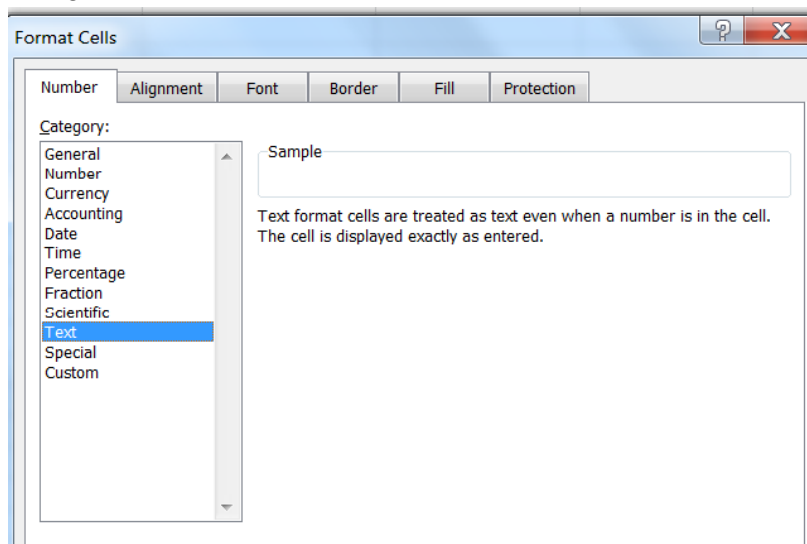 Format Cells
Number Alignment Font Border Fill Protection
Category:
General
Number
Currency
Accounting
Date
Time
Percentage
Fraction
Scientific
Text
Special
Custom
Sample
Text format cells are treated as text even when a number is in the cell.
The cell is displayed exactly as entered.